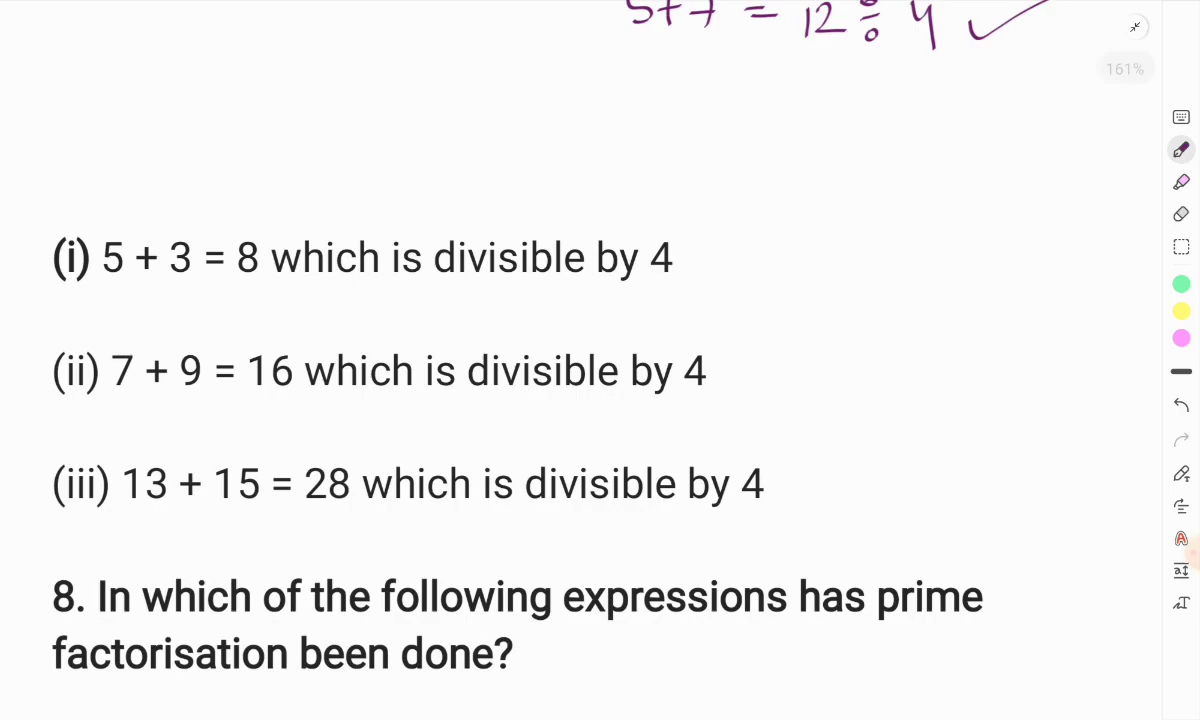 5+7 = 12 ÷ 4 ✓
161%
(i) 5 + 3 = 8 which is divisible by 4
(ii) 7 + 9 = 16 which is divisible by 4
(iii) 13 + 15 = 28 which is divisible by 4
8. In which of the following expressions has prime
factorisation been done?